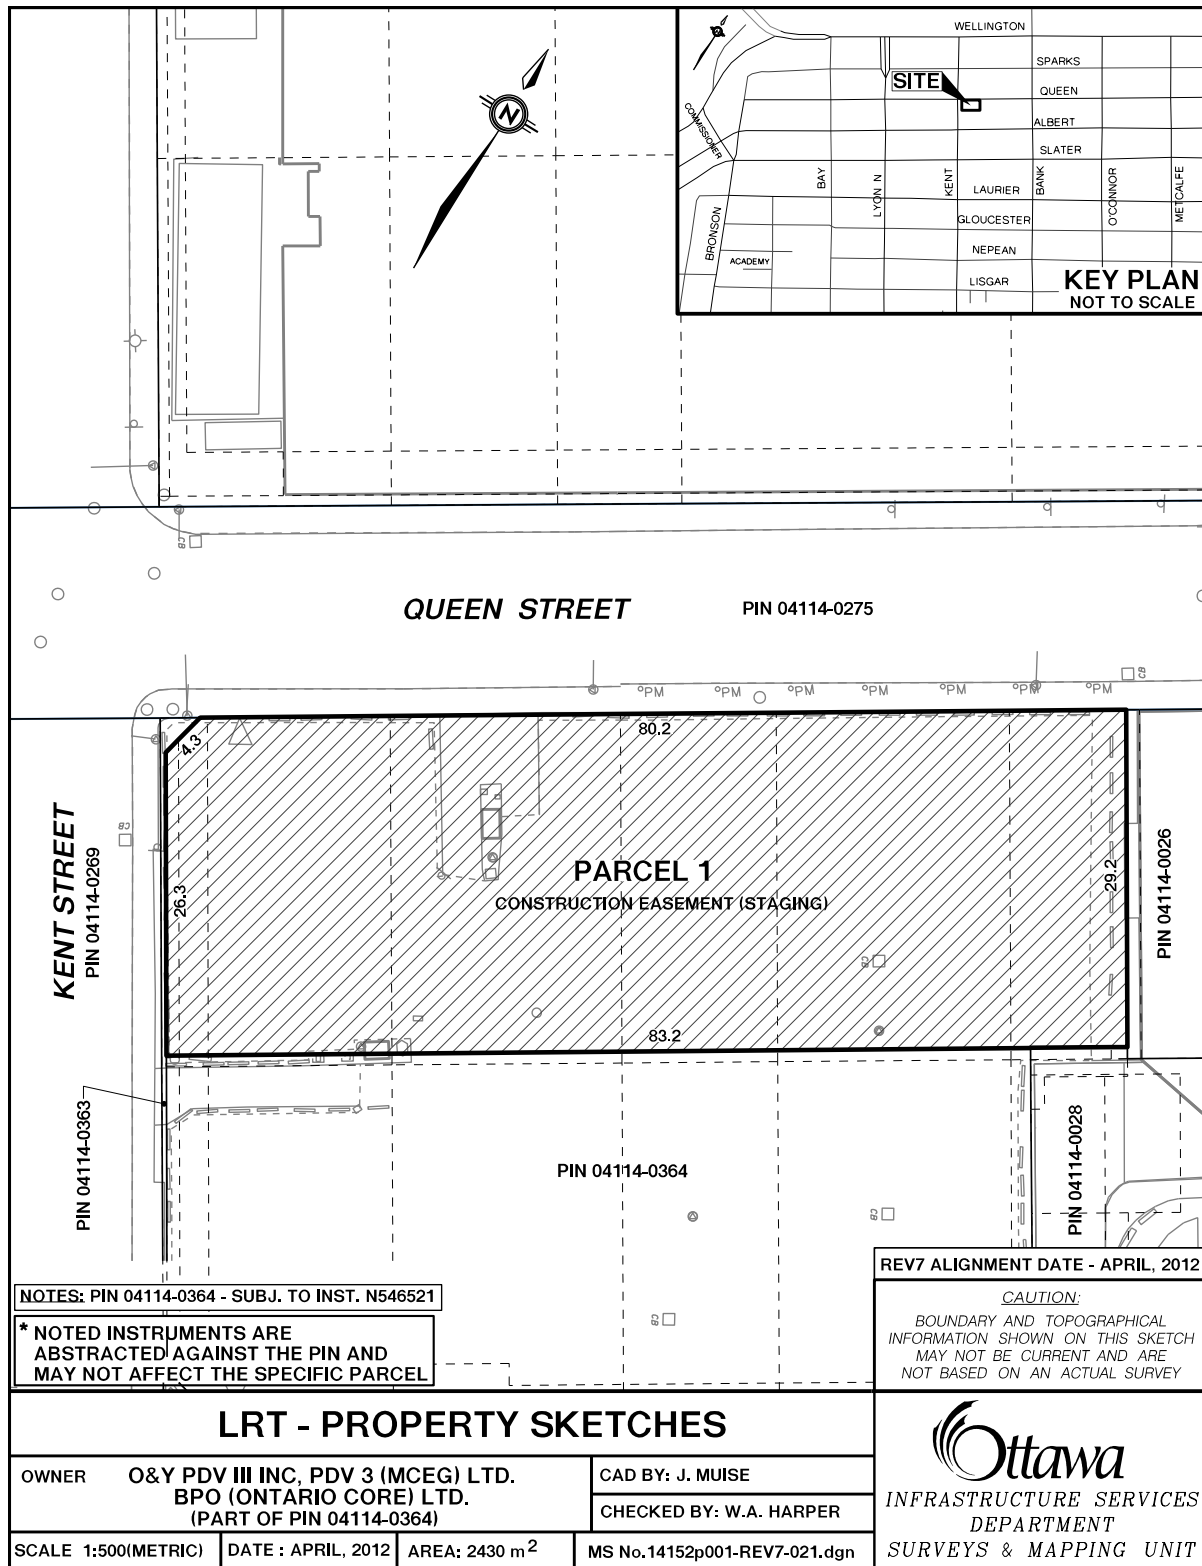 N
WELLINGTON
SPARKS
SITE
QUEEN
ALBERT
COMMISSIONER
SLATER
BAY
LYON N
KENT
LAURIER
BANK
O'CONNOR
METCALFE
GLOUCESTER
BRONSON
NEPEAN
ACADEMY
LISGAR
KEY PLAN
NOT TO SCALE
CB
QUEEN STREET
PIN 04114-0275
CB
PM PM PM PM PM PM PM
4.3
80.2
KENT STREET
PIN 04114-0269
CB
26.3
PARCEL 1
CONSTRUCTION EASEMENT (STAGING)
29.2
PIN 04114-0026
CB
83.2
PIN 04114-0363
PIN 04114-0364
PIN 04114-0028
CB
CB
REV7 ALIGNMENT DATE - APRIL, 2012
NOTES: PIN 04114-0364 - SUBJ. TO INST. N546521
* NOTED INSTRUMENTS ARE
ABSTRACTED AGAINST THE PIN AND
MAY NOT AFFECT THE SPECIFIC PARCEL
CAUTION:
BOUNDARY AND TOPOGRAPHICAL
INFORMATION SHOWN ON THIS SKETCH
MAY NOT BE CURRENT AND ARE
NOT BASED ON AN ACTUAL SURVEY
LRT - PROPERTY SKETCHES
OWNER O&Y PDV III INC, PDV 3 (MCEG) LTD.
BPO (ONTARIO CORE) LTD.
(PART OF PIN 04114-0364)
CAD BY: J. MUISE
CHECKED BY: W.A. HARPER
SCALE 1:500(METRIC)
DATE : APRIL, 2012
AREA: 2430 m²
MS No.14152p001-REV7-021.dgn
Ottawa
INFRASTRUCTURE SERVICES
DEPARTMENT
SURVEYS & MAPPING UNIT